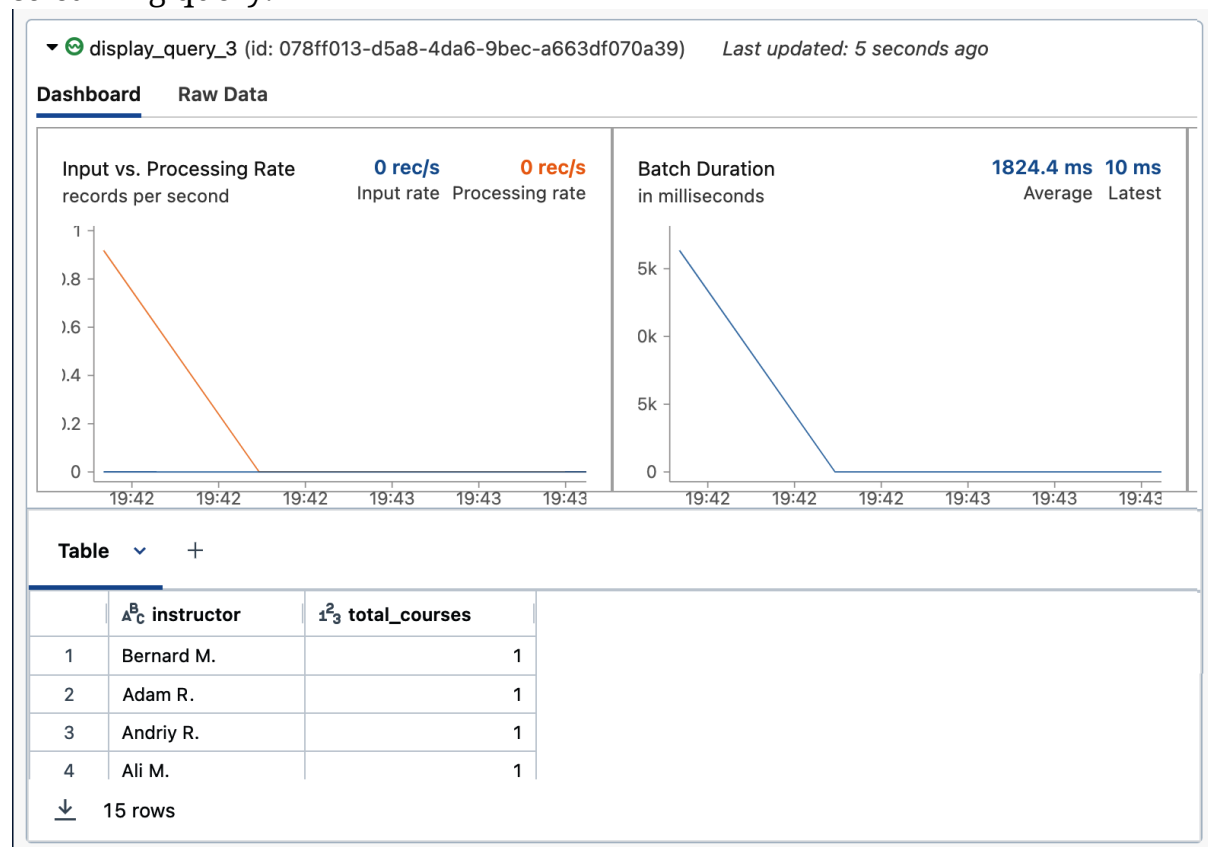 display_query_3 (id: 078ff013-d5a8-4da6-9bec-a663df070a39) Last updated: 5 seconds ago
Dashboard Raw Data
Input vs. Processing Rate 0 rec/s 0 rec/s
records per second Input rate Processing rate
1
).8
).6
).4
).2
0
19:42 19:42 19:42 19:43 19:43 19:43
Batch Duration 1824.4 ms 10 ms
in milliseconds Average Latest
5k
0k
5k
0
19:42 19:42 19:42 19:43 19:43 19:43
Table +
ABC instructor 123 total_courses
1 Bernard M. 1
2 Adam R. 1
3 Andriy R. 1
4 Ali M. 1
15 rows